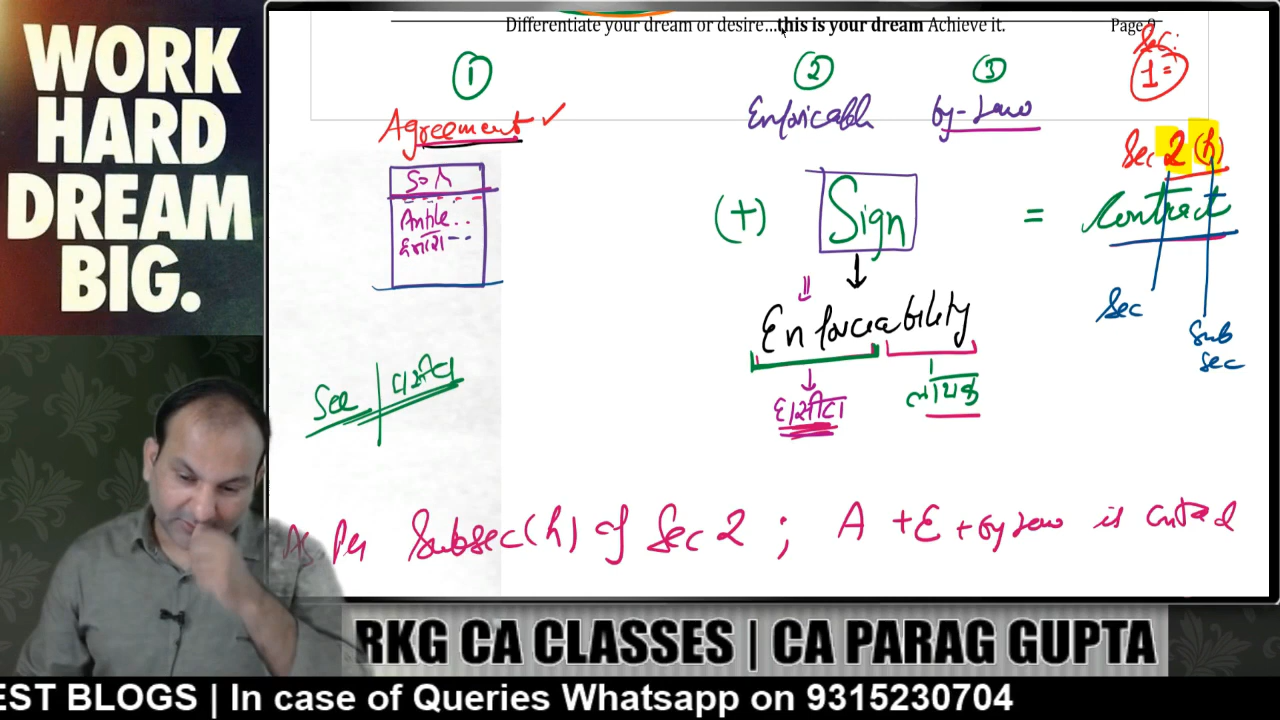 WORK
HARD
DREAM
BIG.
Differentiate your dream or desire...this is your dream Achieve it.
Page 9
Sec.
1 =
① ② ③
Agreement ✓
Enforceable by-Law
Sec 2 (h)
(+) Sign = Contract
Sec
Sub
sec
Enforceability
लायक
As Per Subsec(h) of Sec 2 ; A + E + by Law is
RKG CA CLASSES | CA PARAG GUPTA
EST BLOGS | In case of Queries Whatsapp on 9315230704